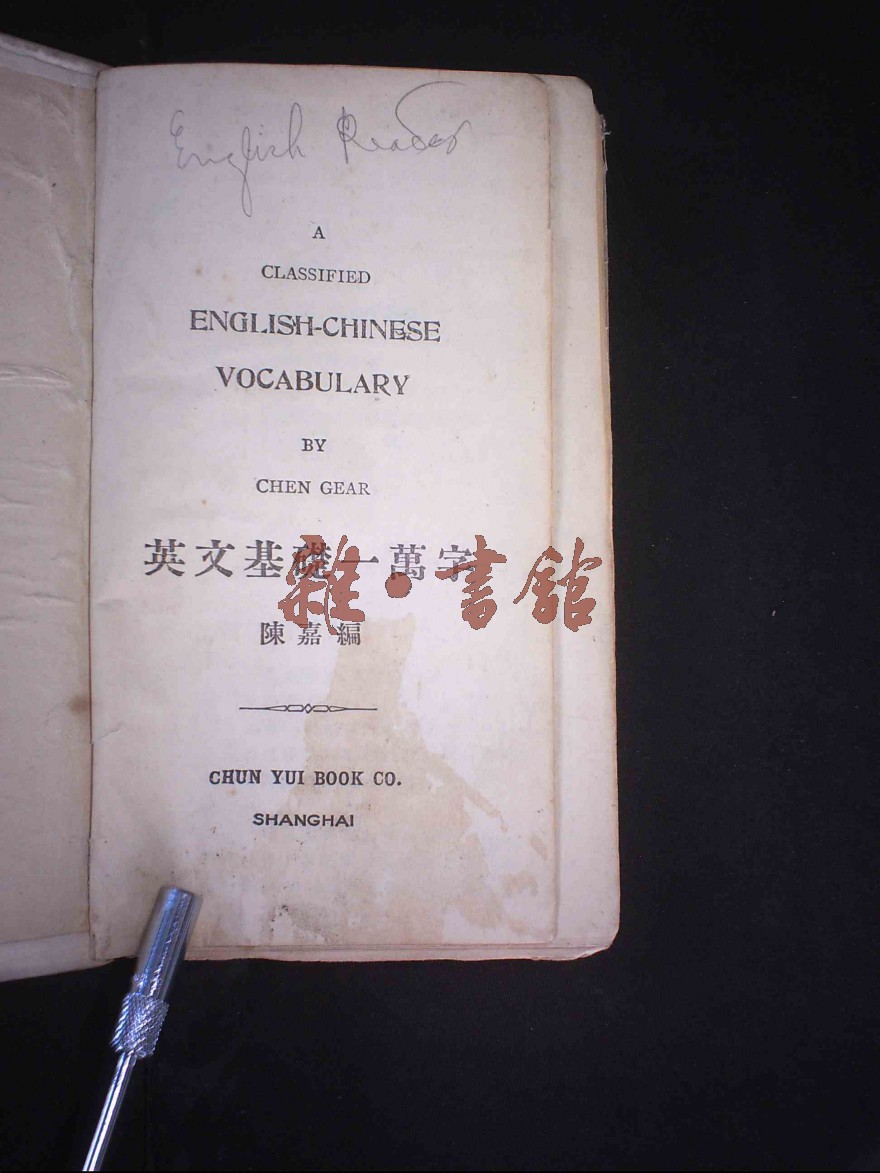 English Reader
A
CLASSIFIED
ENGLISH-CHINESE
VOCABULARY
BY
CHEN GEAR
英文基礎一萬字
雜·書館
陳嘉編
CHUN YUI BOOK CO.
SHANGHAI